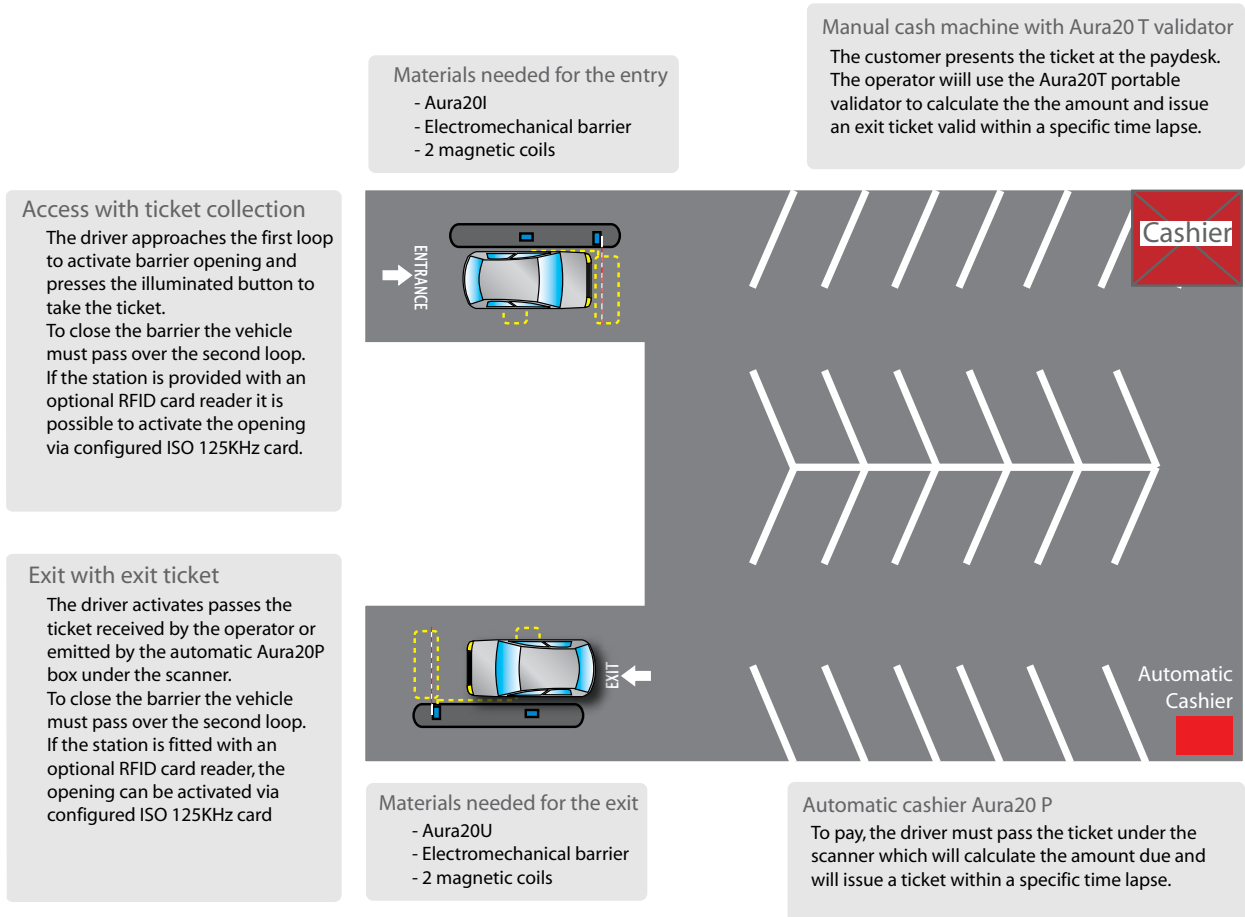 Manual cash machine with Aura20 T validator
The customer presents the ticket at the paydesk.
The operator wiill use the Aura20T portable
validator to calculate the the amount and issue
an exit ticket valid within a specific time lapse.
Materials needed for the entry
- Aura20I
- Electromechanical barrier
- 2 magnetic coils
Access with ticket collection
The driver approaches the first loop
to activate barrier opening and
presses the illuminated button to
take the ticket.
To close the barrier the vehicle
must pass over the second loop.
If the station is provided with an
optional RFID card reader it is
possible to activate the opening
via configured ISO 125KHz card.
ENTRANCE
Cashier
Exit with exit ticket
The driver activates passes the
ticket received by the operator or
emitted by the automatic Aura20P
box under the scanner.
To close the barrier the vehicle
must pass over the second loop.
If the station is fitted with an
optional RFID card reader, the
opening can be activated via
configured ISO 125KHz card
EXIT
Automatic
Cashier
Materials needed for the exit
- Aura20U
- Electromechanical barrier
- 2 magnetic coils
Automatic cashier Aura20 P
To pay, the driver must pass the ticket under the
scanner which will calculate the amount due and
will issue a ticket within a specific time lapse.